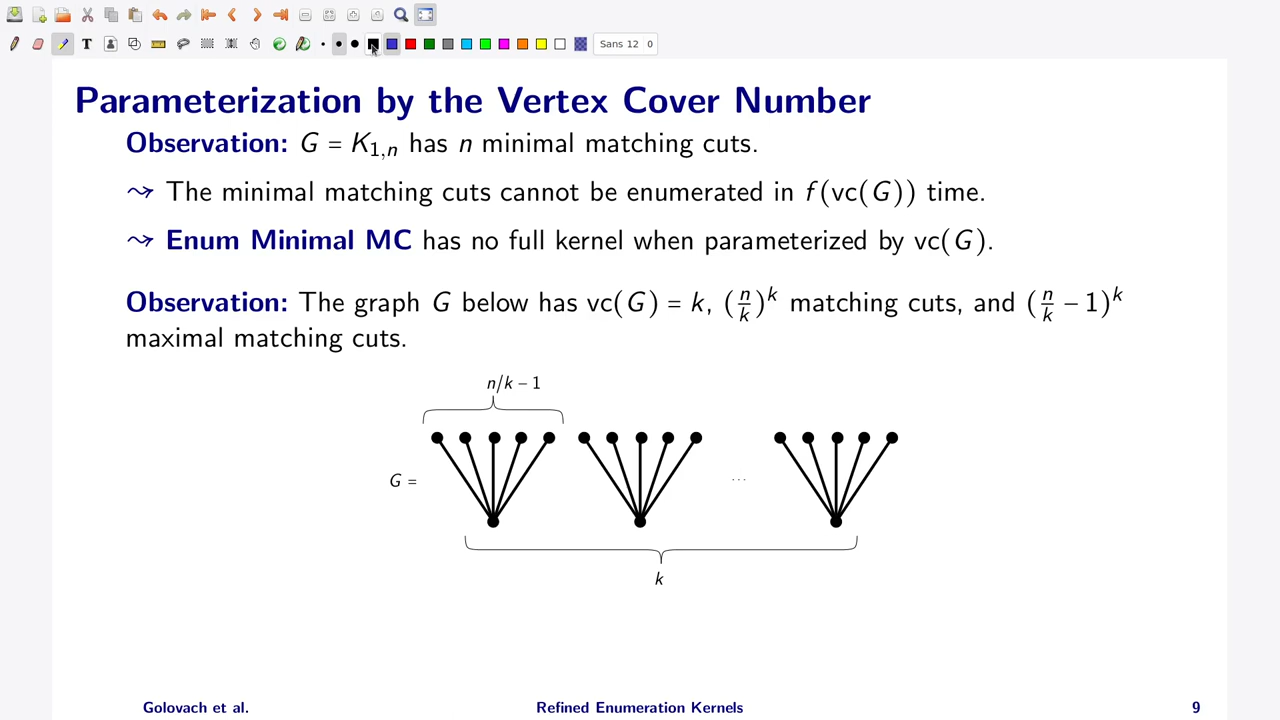 T
Sans 12 0
Parameterization by the Vertex Cover Number
Observation: G = K₁,ₙ has n minimal matching cuts.
⇝ The minimal matching cuts cannot be enumerated in f(vc(G)) time.
⇝ Enum Minimal MC has no full kernel when parameterized by vc(G).
Observation: The graph G below has vc(G) = k, (n/k)^k matching cuts, and (n/k − 1)^k
maximal matching cuts.
n/k − 1
G =
...
k
Golovach et al.
Refined Enumeration Kernels
9